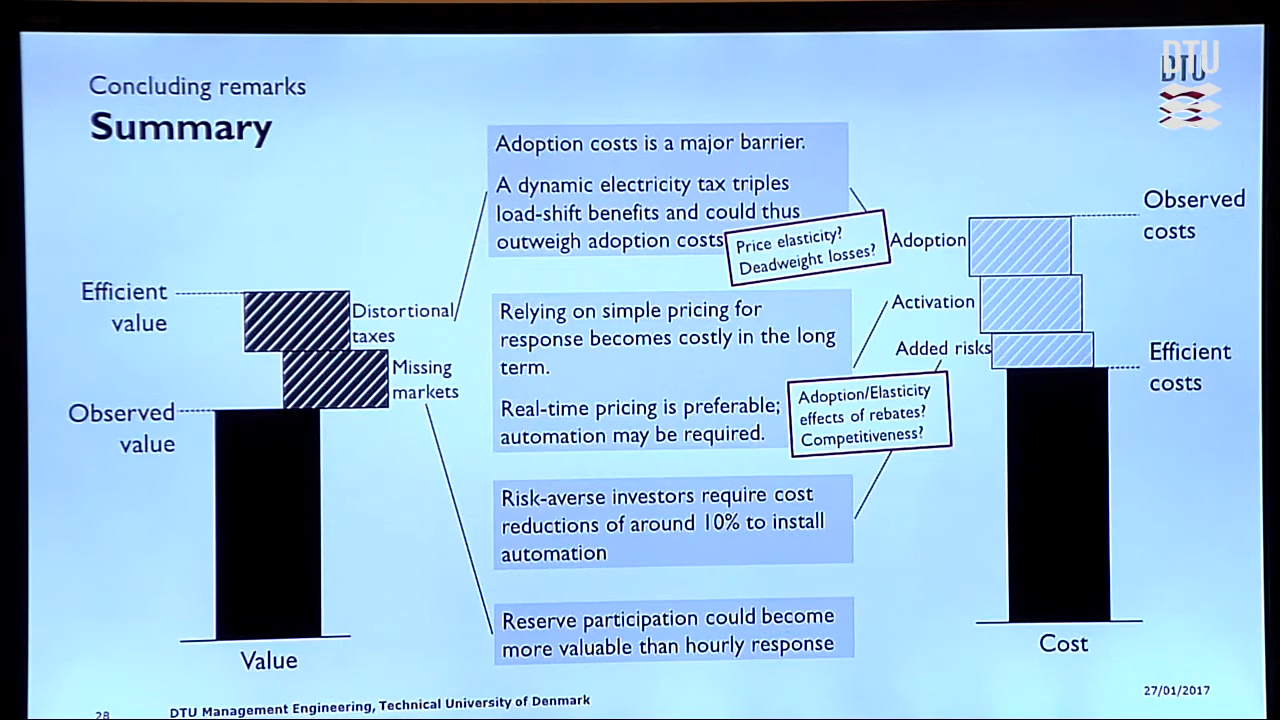 Concluding remarks
Summary
DTU
DTU
Adoption costs is a major barrier.
A dynamic electricity tax triples
load-shift benefits and could thus
outweigh adoption costs
Price elasticity?
Deadweight losses?
Relying on simple pricing for
response becomes costly in the long
term.
Real-time pricing is preferable;
automation may be required.
Adoption/Elasticity
effects of rebates?
Competitiveness?
Risk-averse investors require cost
reductions of around 10% to install
automation
Reserve participation could become
more valuable than hourly response
Efficient
value
Distortional
taxes
Missing
markets
Observed
value
Value
Observed
costs
Adoption
Activation
Added risks
Efficient
costs
Cost
28
DTU Management Engineering, Technical University of Denmark
27/01/2017